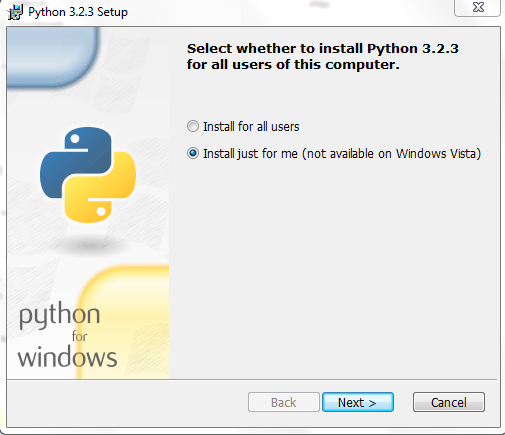 Python 3.2.3 Setup
Select whether to install Python 3.2.3
for all users of this computer.
Install for all users
Install just for me (not available on Windows Vista)
python
for
windows
Back
Next >
Cancel